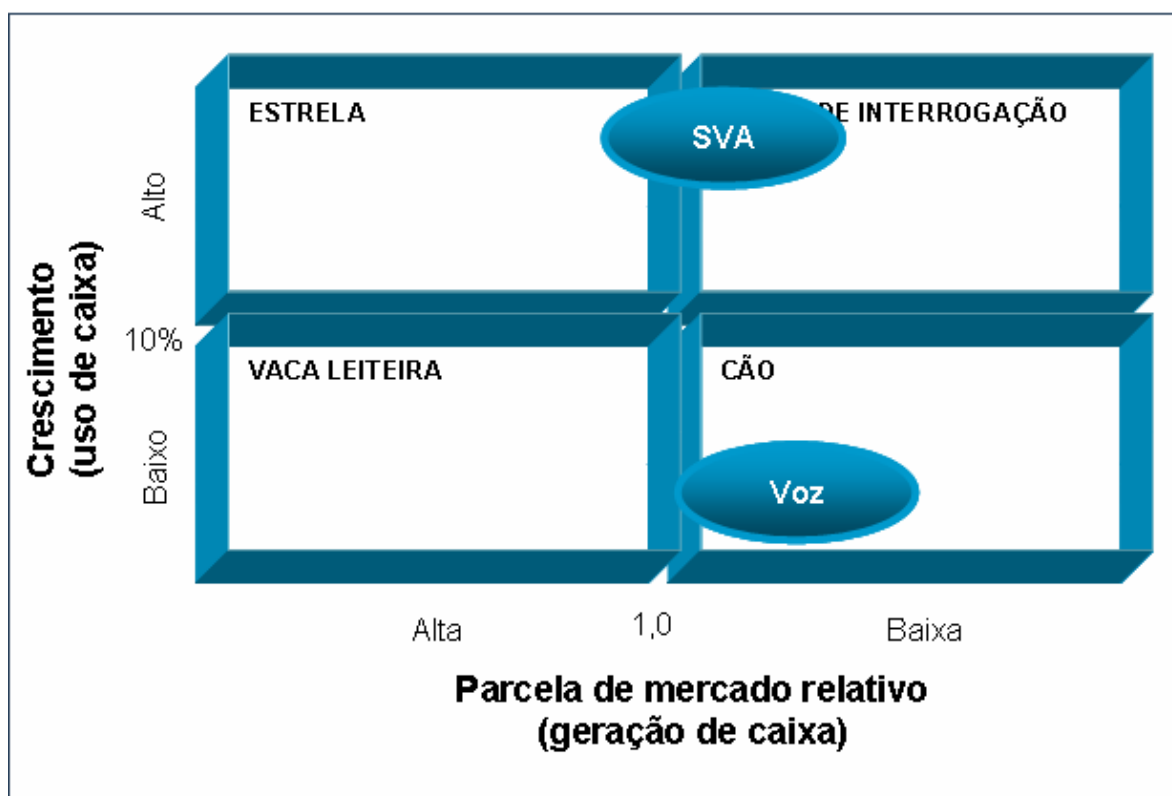 ESTRELA
DE INTERROGAÇÃO
SVA
Alto
Crescimento
(uso de caixa)
10%
VACA LEITEIRA
CÃO
Baixo
Voz
Alta
1,0
Baixa
Parcela de mercado relativo
(geração de caixa)